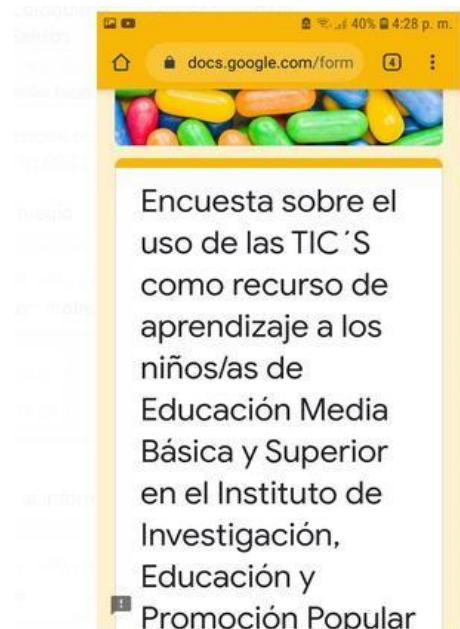 40% 4:28 p. m.
docs.google.com/form 4
Encuesta sobre el
uso de las TIC´S
como recurso de
aprendizaje a los
niños/as de
Educación Media
Básica y Superior
en el Instituto de
Investigación,
Educación y
Promoción Popular